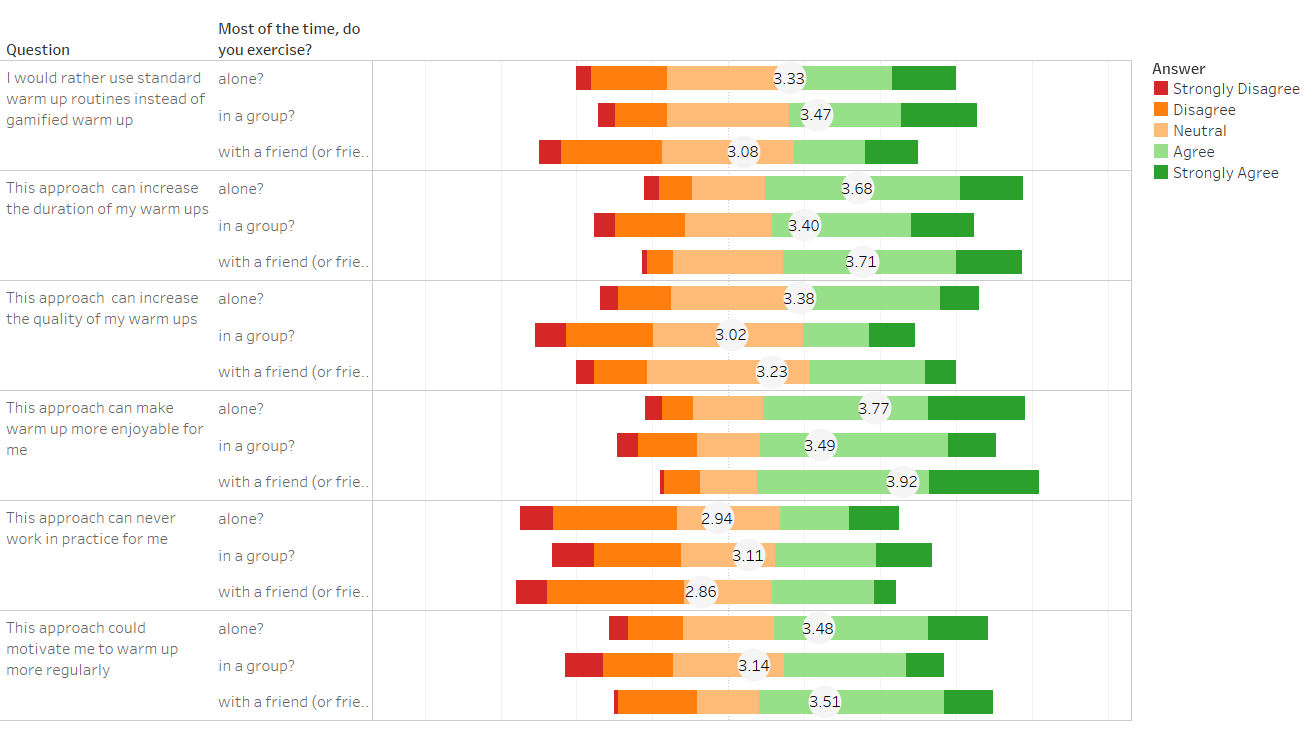 Question
Most of the time, do
you exercise?
I would rather use standard
warm up routines instead of
gamified warm up
alone?
3.33
in a group?
3.47
with a friend (or frie..
3.08
This approach  can increase
the duration of my warm ups
alone?
3.68
in a group?
3.40
with a friend (or frie..
3.71
This approach  can increase
the quality of my warm ups
alone?
3.38
in a group?
3.02
with a friend (or frie..
3.23
This approach can make
warm up more enjoyable for
me
alone?
3.77
in a group?
3.49
with a friend (or frie..
3.92
This approach can never
work in practice for me
alone?
2.94
in a group?
3.11
with a friend (or frie..
2.86
This approach could
motivate me to warm up
more regularly
alone?
3.48
in a group?
3.14
with a friend (or frie..
3.51
Answer
Strongly Disagree
Disagree
Neutral
Agree
Strongly Agree